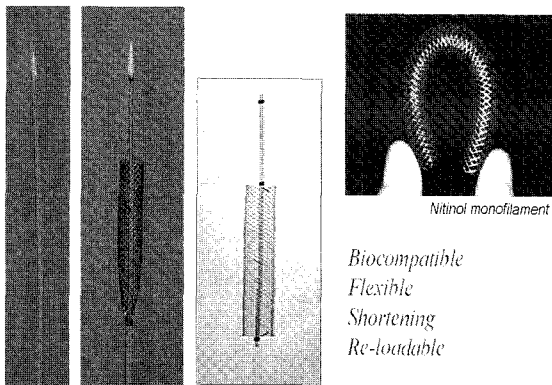 Nitinol monofilament
Biocompatible
Flexible
Shortening
Re-loadable